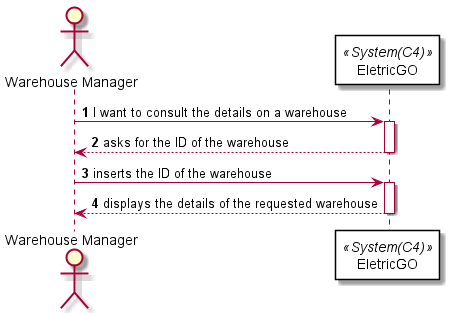 Warehouse Manager
«System(C4)»
EletricGO
1 I want to consult the details on a warehouse
2 asks for the ID of the warehouse
3 inserts the ID of the warehouse
4 displays the details of the requested warehouse
Warehouse Manager
«System(C4)»
EletricGO